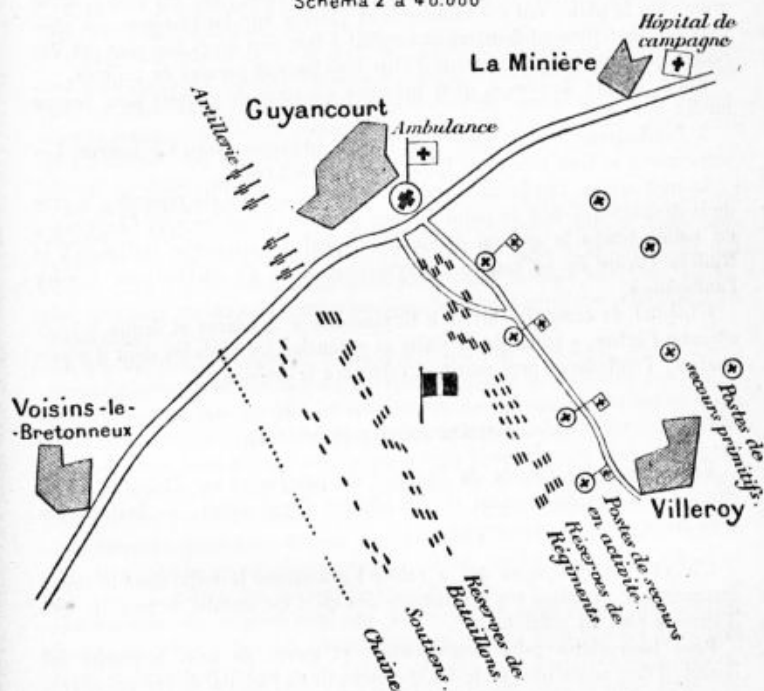 Schéma 2 à 40.000
Hôpital de
campagne
La Minière
Guyancourt
Artillerie
Ambulance
Voisins-le-
-Bretonneux
Postes de
secours primitifs.
Villeroy
Postes de secours
en activité.
Réserves de
Régiments.
Réserves de
Bataillons.
Soutiens.
Chaîne